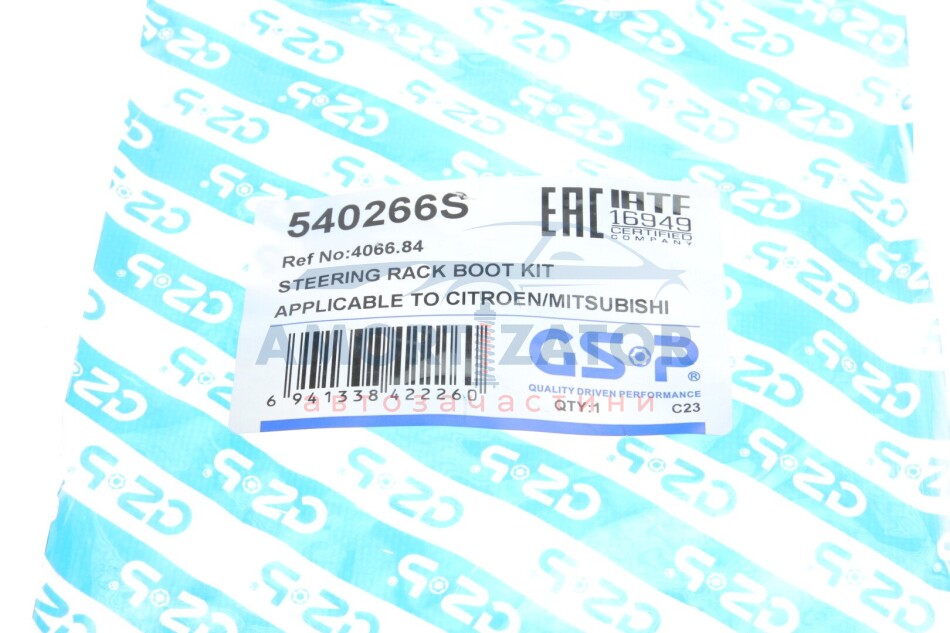 540266S
EAC IATF
16949
CERTIFIED
COMPANY
Ref No:4066.84
STEERING RACK BOOT KIT
APPLICABLE TO CITROEN/MITSUBISHI
AMORTIZATOR
GSP®
QUALITY DRIVEN PERFORMANCE
6 941338 422260
автозапчастини
QTY:1 C23